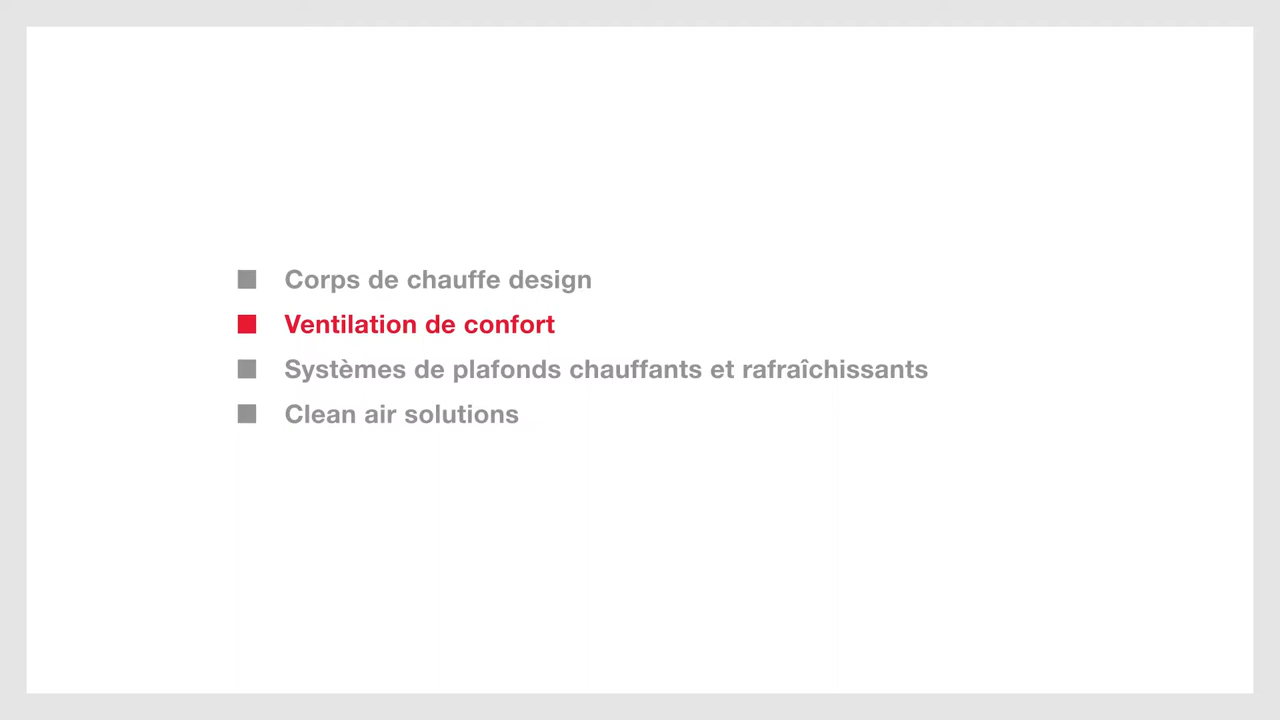 Corps de chauffe design
Ventilation de confort
Systèmes de plafonds chauffants et rafraîchissants
Clean air solutions